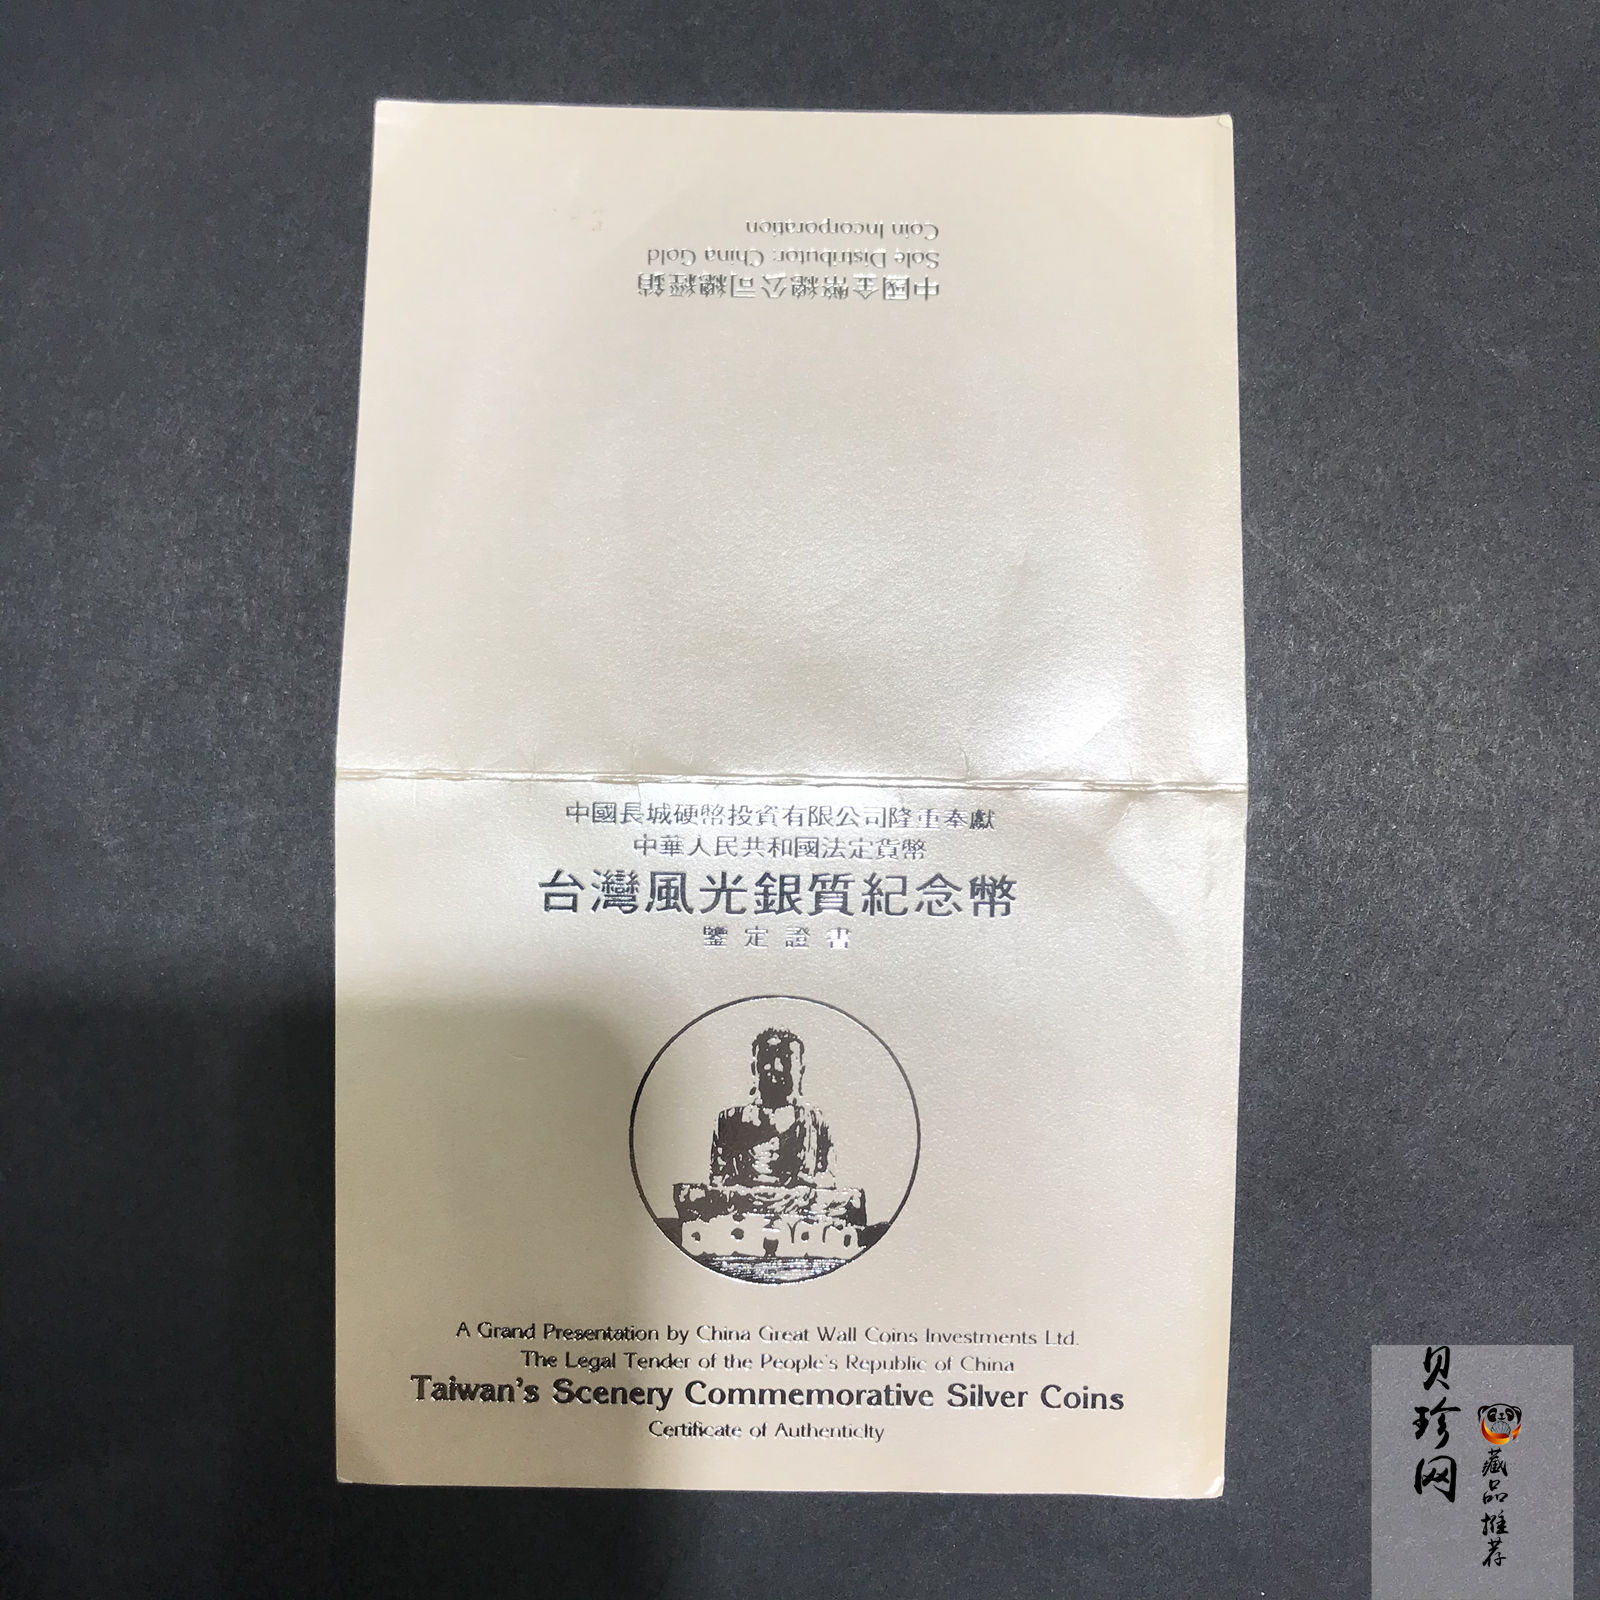 中國金幣總公司總經銷
Sole Distributor: China Gold
Coin Incorporation
中國長城硬幣投資有限公司隆重奉獻
中華人民共和國法定貨幣
台灣風光銀質紀念幣
鑒定證書
A Grand Presentation by China Great Wall Coins Investments Ltd.
The Legal Tender of the People's Republic of China
Taiwan's Scenery Commemorative Silver Coins
Certificate of Authenticity
贝珍网
藏品推荐